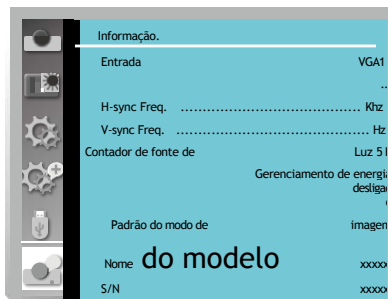 Informação.
Entrada VGA1
..
H-sync Freq. ........................................ Khz
V-sync Freq. ........................................... Hz
Contador de fonte de Luz 5
Gerenciamento de energia
desliga
Padrão do modo de imagem
Nome do modelo xxxxx
S/N xxxxx